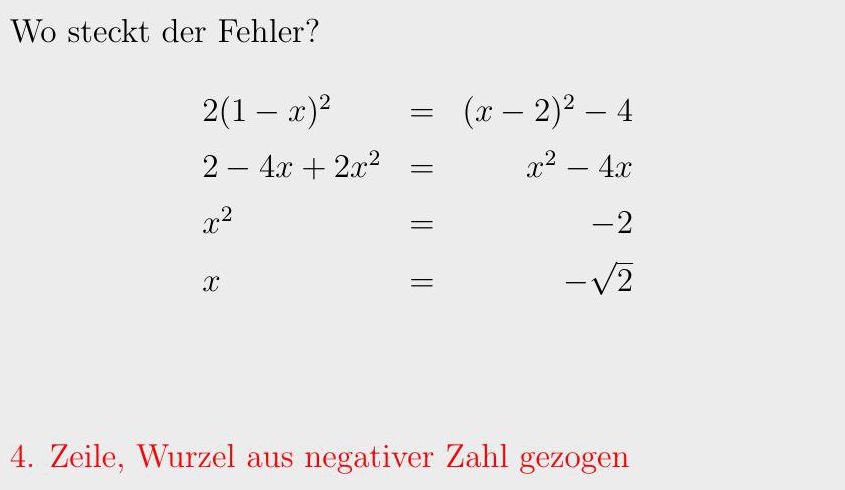 Wo steckt der Fehler?
2(1 − x)² = (x − 2)² − 4
2 − 4x + 2x² = x² − 4x
x² = −2
x = −√2
4. Zeile, Wurzel aus negativer Zahl gezogen